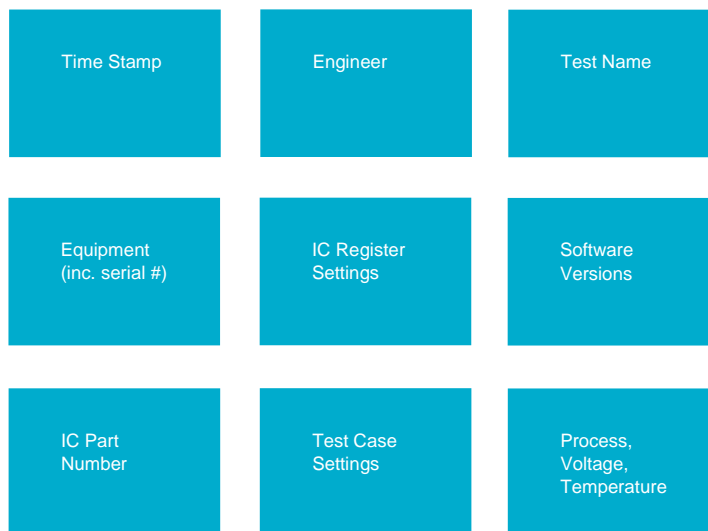 Time Stamp
Engineer
Test Name
Equipment
(inc. serial #)
IC Register
Settings
Software
Versions
IC Part
Number
Test Case
Settings
Process,
Voltage,
Temperature